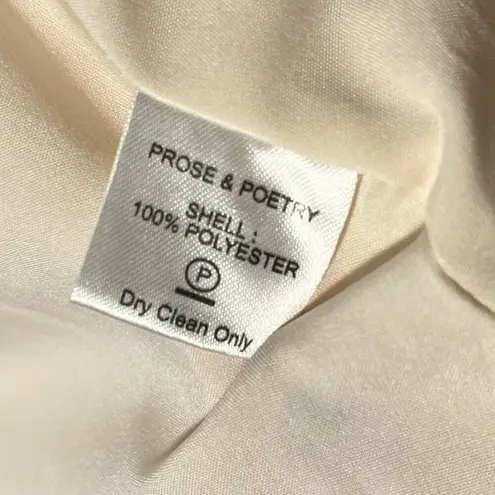 PROSE & POETRY
SHELL :
100% POLYESTER
P
Dry Clean Only